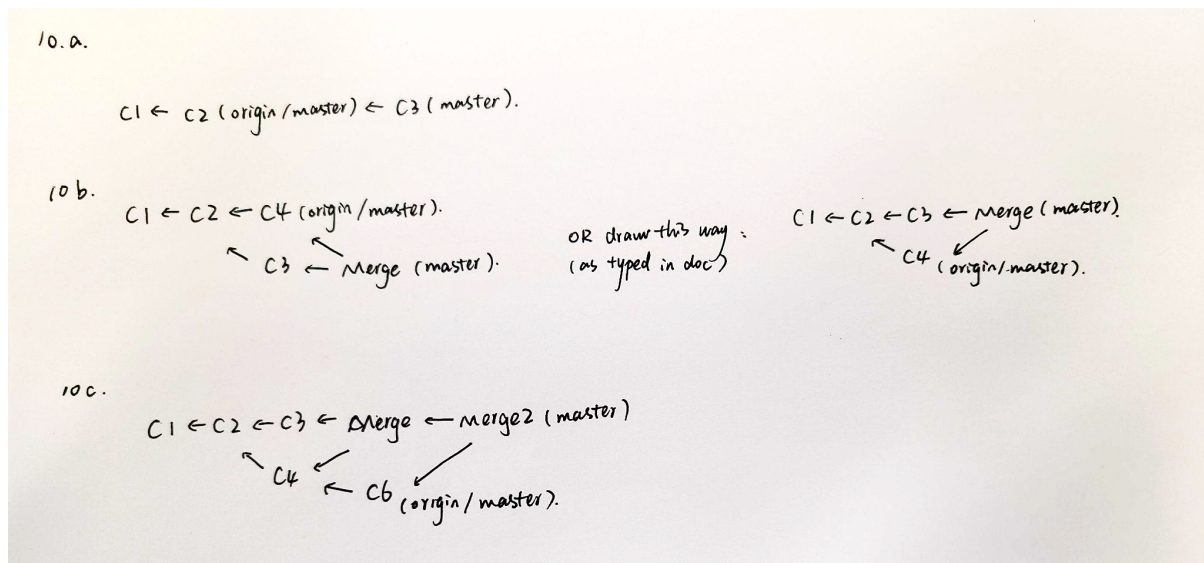 10.a.
C1 ← C2 (origin/master) ← C3 (master).
10 b.
C1 ← C2 ← C4 (origin/master).
↖ ↖
C3 ← Merge (master).
OR draw this way :
(as typed in doc)
C1 ← C2 ← C3 ← Merge (master).
↖ ↙
C4 (origin/master).
10 c.
C1 ← C2 ← C3 ← Merge ← Merge2 (master)
↖ C4 ↙ ↙
← C6 (origin/master).